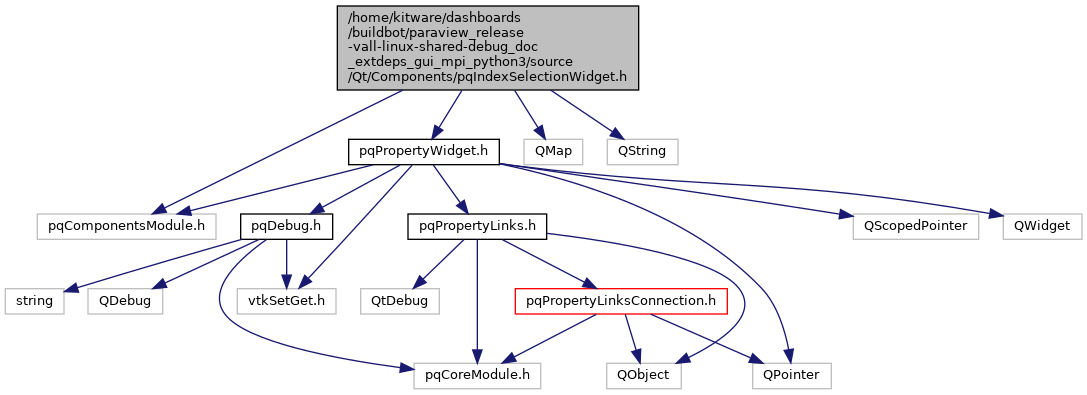 /home/kitware/dashboards
/buildbot/paraview_release
-vall-linux-shared-debug_doc
_extdeps_gui_mpi_python3/source
/Qt/Components/pqIndexSelectionWidget.h
pqPropertyWidget.h
QMap
QString
pqComponentsModule.h
pqDebug.h
pqPropertyLinks.h
QScopedPointer
QWidget
string
QDebug
vtkSetGet.h
QtDebug
pqPropertyLinksConnection.h
pqCoreModule.h
QObject
QPointer